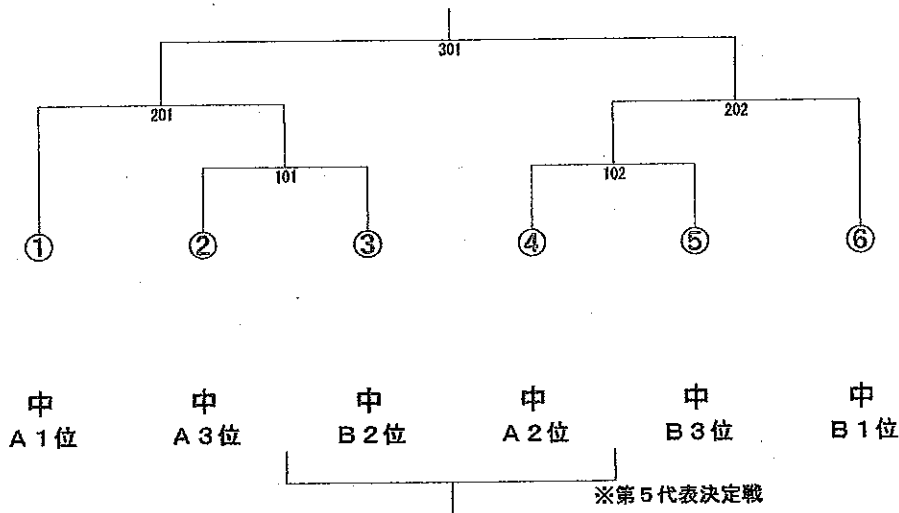 301
201
202
101
102
① ② ③ ④ ⑤ ⑥
中 中 中 中 中 中
A1位 A3位 B2位 A2位 B3位 B1位
※第5代表決定戦